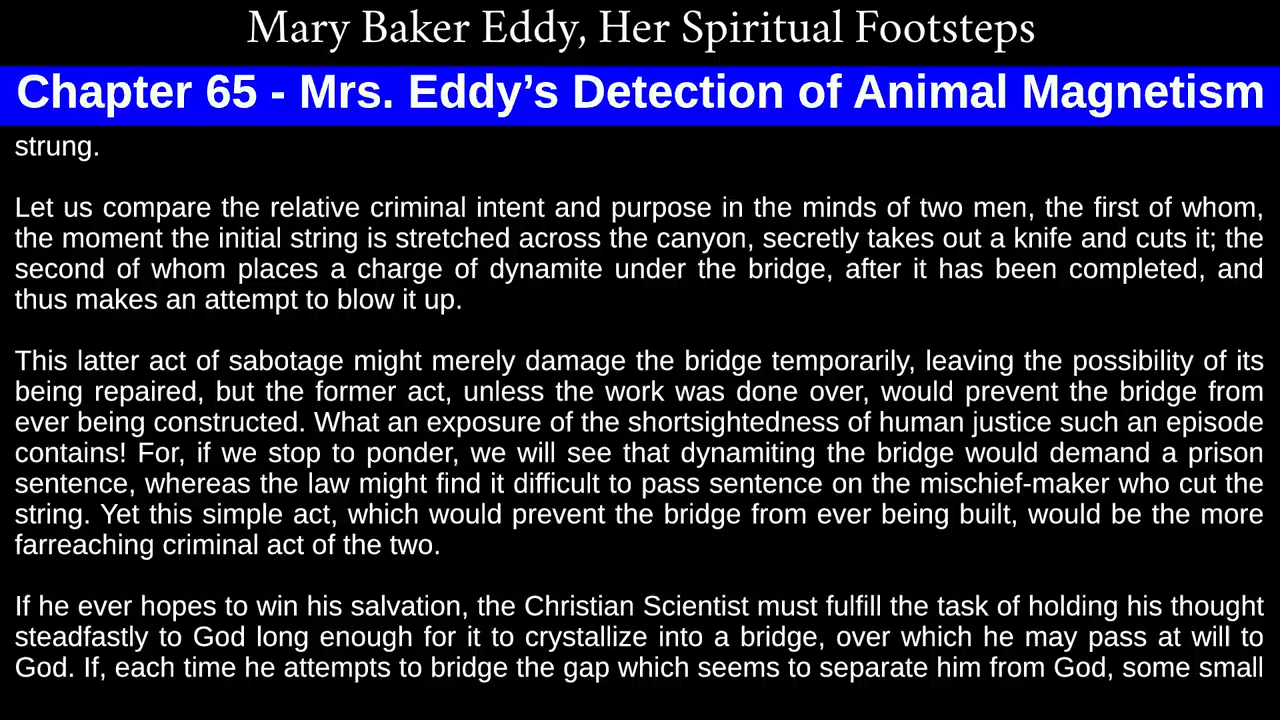 Mary Baker Eddy, Her Spiritual Footsteps
Chapter 65 - Mrs. Eddy’s Detection of Animal Magnetism
strung.
Let us compare the relative criminal intent and purpose in the minds of two men, the first of whom,
the moment the initial string is stretched across the canyon, secretly takes out a knife and cuts it; the
second of whom places a charge of dynamite under the bridge, after it has been completed, and
thus makes an attempt to blow it up.
This latter act of sabotage might merely damage the bridge temporarily, leaving the possibility of its
being repaired, but the former act, unless the work was done over, would prevent the bridge from
ever being constructed. What an exposure of the shortsightedness of human justice such an episode
contains! For, if we stop to ponder, we will see that dynamiting the bridge would demand a prison
sentence, whereas the law might find it difficult to pass sentence on the mischief-maker who cut the
string. Yet this simple act, which would prevent the bridge from ever being built, would be the more
farreaching criminal act of the two.
If he ever hopes to win his salvation, the Christian Scientist must fulfill the task of holding his thought
steadfastly to God long enough for it to crystallize into a bridge, over which he may pass at will to
God. If, each time he attempts to bridge the gap which seems to separate him from God, some small